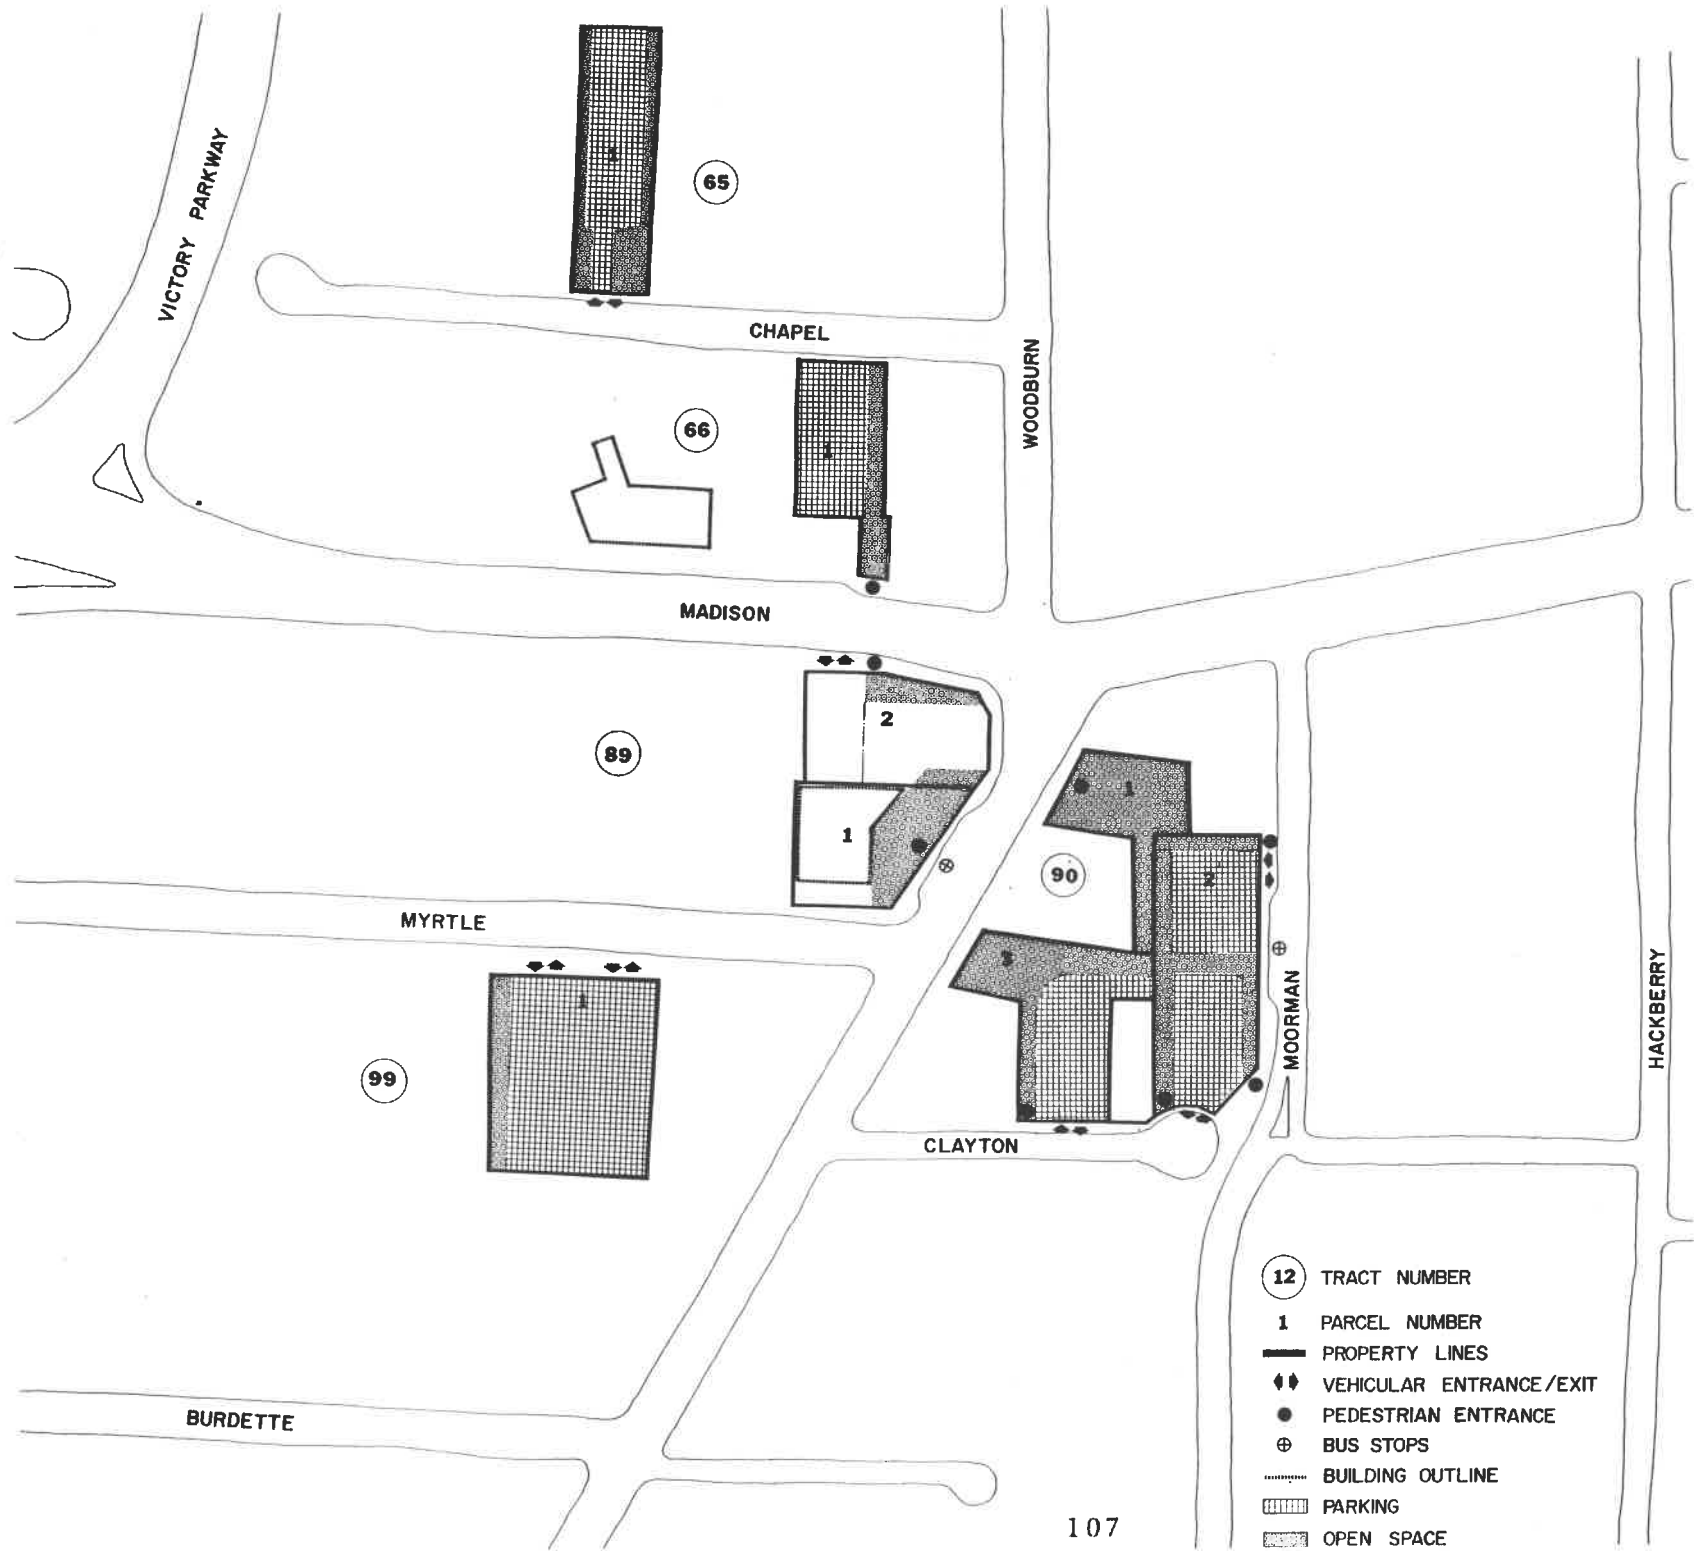 1
65
VICTORY PARKWAY
CHAPEL
WOODBURN
66
1
MADISON
2
89
1
1
90
2
MYRTLE
3
1
99
MOORMAN
HACKBERRY
CLAYTON
12 TRACT NUMBER
1 PARCEL NUMBER
PROPERTY LINES
VEHICULAR ENTRANCE/EXIT
PEDESTRIAN ENTRANCE
BUS STOPS
BUILDING OUTLINE
PARKING
OPEN SPACE
BURDETTE
107